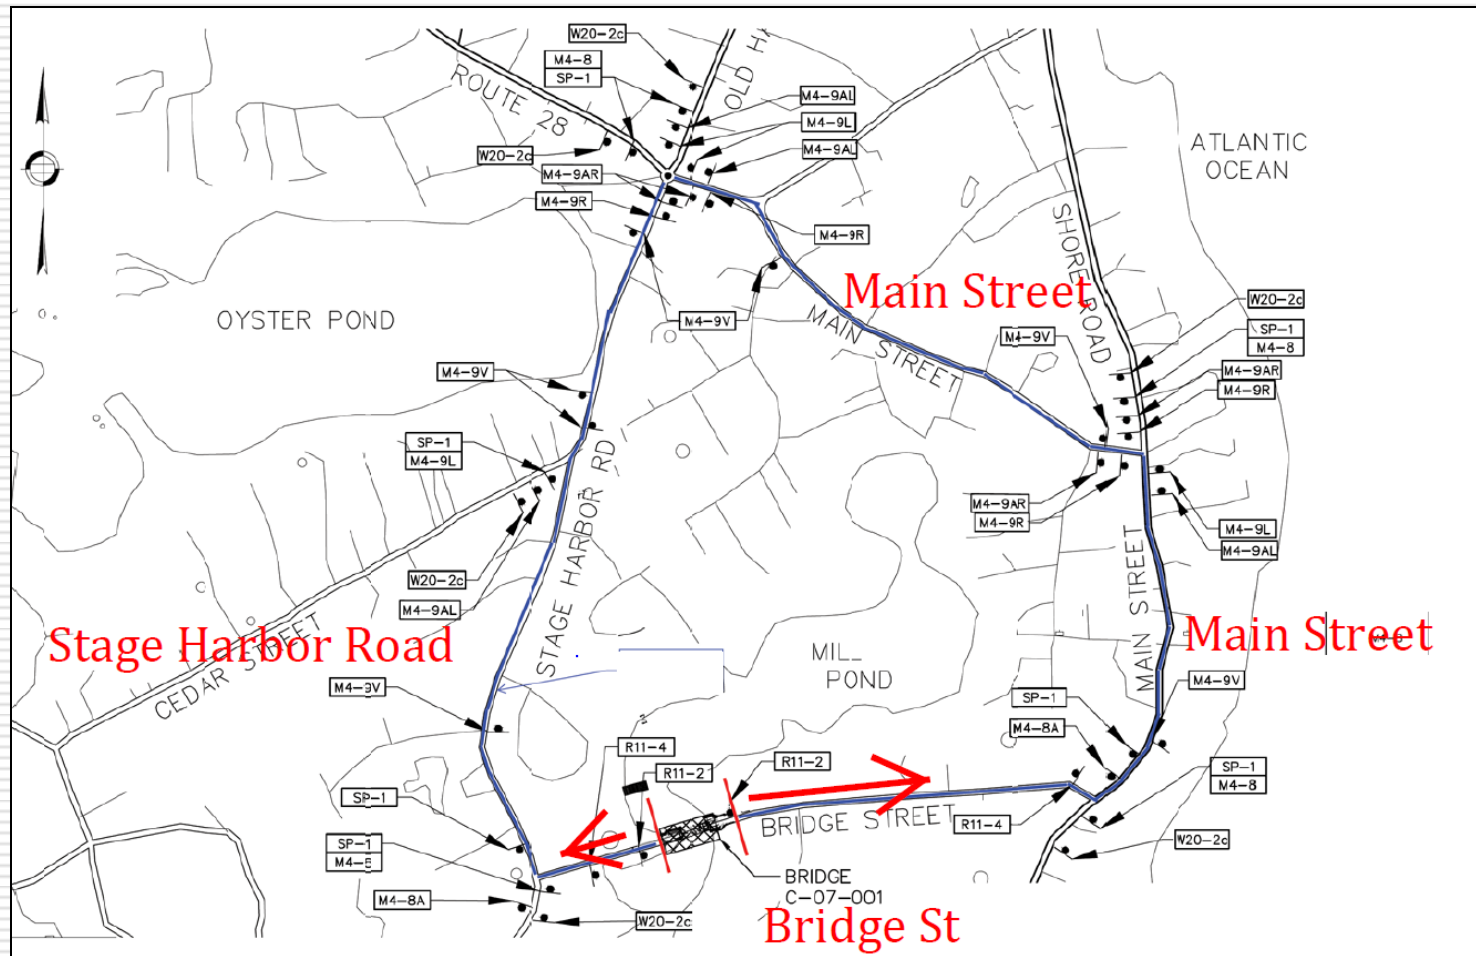 W20-2c
M4-8
SP-1
ROUTE 28
OLD
M4-9AL
M4-9L
M4-9AL
W20-2c
M4-9AR
M4-9R
M4-9R
ATLANTIC
OCEAN
SHORE ROAD
Main Street
OYSTER POND
M4-9V
MAIN STREET
M4-9V
W20-2c
SP-1
M4-8
M4-9AR
M4-9R
M4-9V
SP-1
M4-9L
STAGE HARBOR RD
M4-9AR
M4-9R
M4-9L
M4-9AL
W20-2c
M4-9AL
MAIN STREET
Stage Harbor Road
CEDAR STREET
Main Street
MILL
POND
M4-9V
M4-9V
SP-1
M4-8A
R11-4
R11-2
R11-2
SP-1
M4-8
SP-1
BRIDGE STREET
R11-4
W20-2c
SP-1
M4-8A
BRIDGE
C-07-001
W20-2c
Bridge St